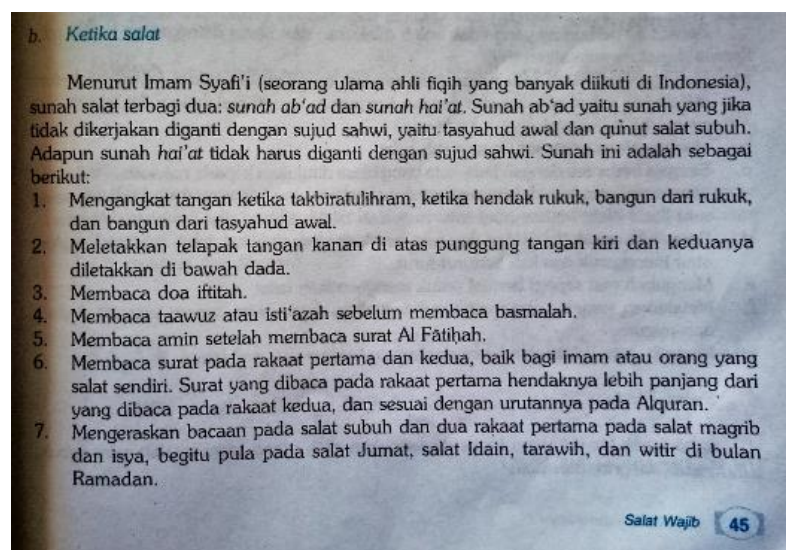 b. Ketika salat
Menurut Imam Syafi'i (seorang ulama ahli fiqih yang banyak diikuti di Indonesia),
sunah salat terbagi dua: sunah ab'ad dan sunah hai'at. Sunah ab'ad yaitu sunah yang jika
tidak dikerjakan diganti dengan sujud sahwi, yaitu tasyahud awal dan qunut salat subuh.
Adapun sunah hai'at tidak harus diganti dengan sujud sahwi. Sunah ini adalah sebagai
berikut:
1. Mengangkat tangan ketika takbiratulihram, ketika hendak rukuk, bangun dari rukuk,
dan bangun dari tasyahud awal.
2. Meletakkan telapak tangan kanan di atas punggung tangan kiri dan keduanya
diletakkan di bawah dada.
3. Membaca doa iftitah.
4. Membaca taawuz atau isti'azah sebelum membaca basmalah.
5. Membaca amin setelah membaca surat Al Fātiḥah.
6. Membaca surat pada rakaat pertama dan kedua, baik bagi imam atau orang yang
salat sendiri. Surat yang dibaca pada rakaat pertama hendaknya lebih panjang dari
yang dibaca pada rakaat kedua, dan sesuai dengan urutannya pada Alquran.
7. Mengeraskan bacaan pada salat subuh dan dua rakaat pertama pada salat magrib
dan isya, begitu pula pada salat Jumat, salat Idain, tarawih, dan witir di bulan
Ramadan.
Salat Wajib 45